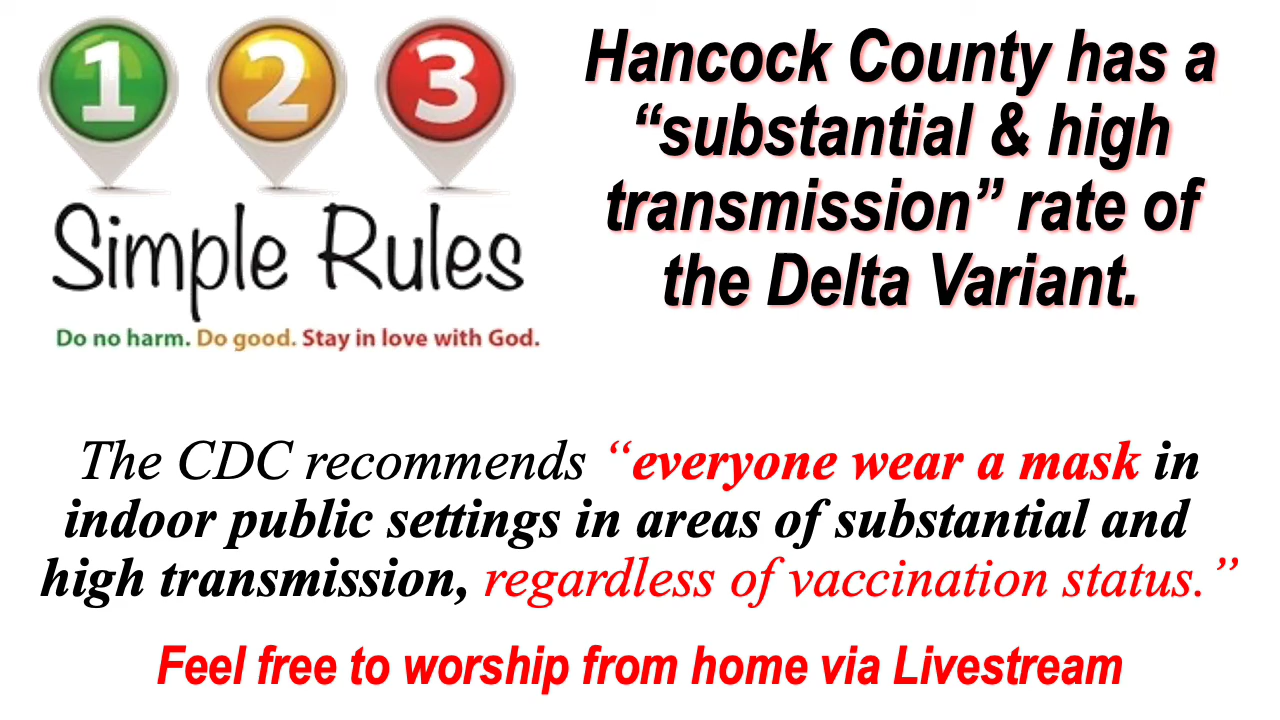 1 2 3
Simple Rules
Do no harm. Do good. Stay in love with God.
Hancock County has a
“substantial & high
transmission” rate of
the Delta Variant.
The CDC recommends “everyone wear a mask in
indoor public settings in areas of substantial and
high transmission, regardless of vaccination status.”
Feel free to worship from home via Livestream